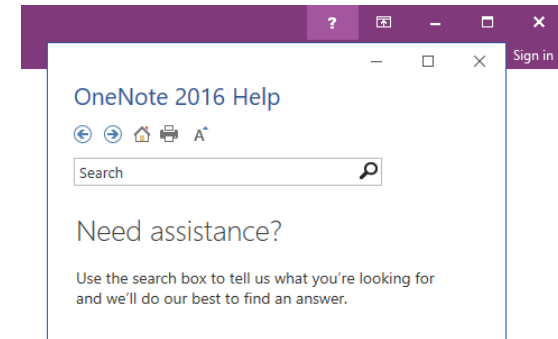 ?
Sign in
OneNote 2016 Help
A
Search
Need assistance?
Use the search box to tell us what you're looking for
and we'll do our best to find an answer.